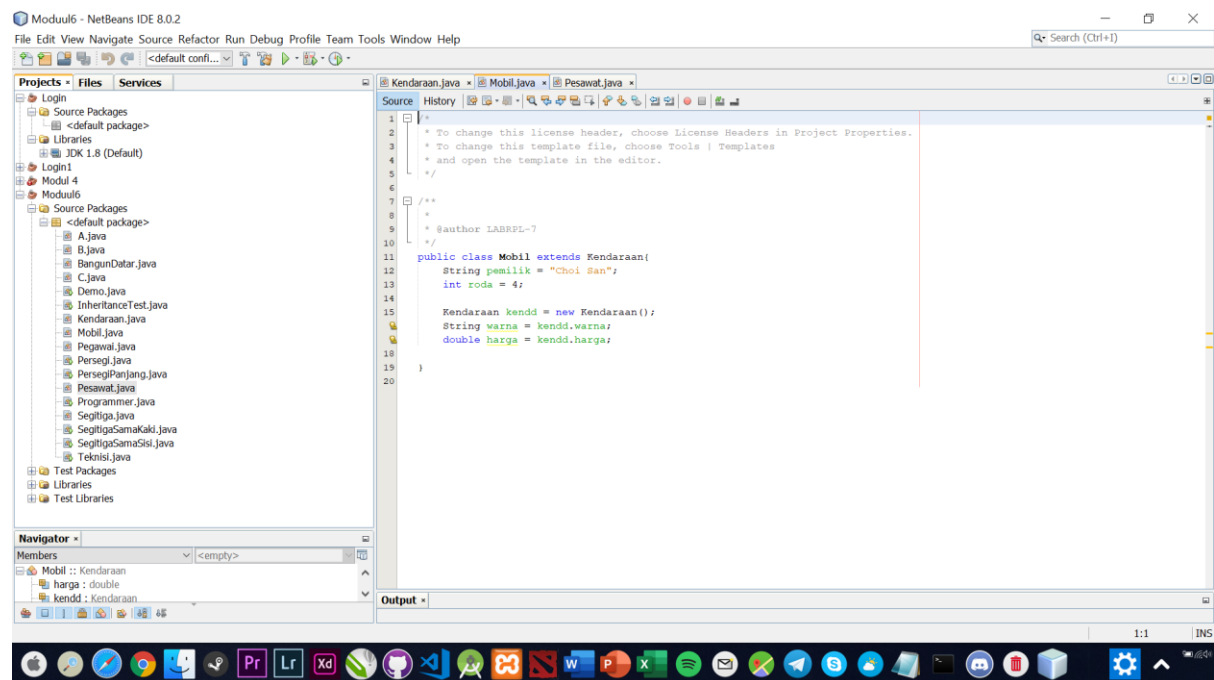 Moduul6 - NetBeans IDE 8.0.2
File Edit View Navigate Source Refactor Run Debug Profile Team Tools Window Help
Search (Ctrl+I)
<default confi...
Projects Files Services
Login
Source Packages
<default package>
Libraries
JDK 1.8 (Default)
Login1
Modul 4
Moduul6
Source Packages
<default package>
A.java
B.java
BangunDatar.java
C.java
Demo.java
InheritanceTest.java
Kendaraan.java
Mobil.java
Pegawai.java
Persegi.java
PersegiPanjang.java
Pesawat.java
Programmer.java
Segitiga.java
SegitigaSamaKaki.java
SegitigaSamaSisi.java
Teknisi.java
Test Packages
Libraries
Test Libraries
Navigator
Members <empty>
Mobil :: Kendaraan
harga : double
kendd : Kendaraan
Kendaraan.java Mobil.java Pesawat.java
Source History
1 /*
2 * To change this license header, choose License Headers in Project Properties.
3 * To change this template file, choose Tools | Templates
4 * and open the template in the editor.
5 */
6
7 /**
8 *
9 * @author LABRPL-7
10 */
11 public class Mobil extends Kendaraan{
12 String pemilik = "Choi San";
13 int roda = 4;
14
15 Kendaraan kendd = new Kendaraan();
String warna = kendd.warna;
double harga = kendd.harga;
18
19 }
20
Output
1:1 INS
Pr Lr Xd